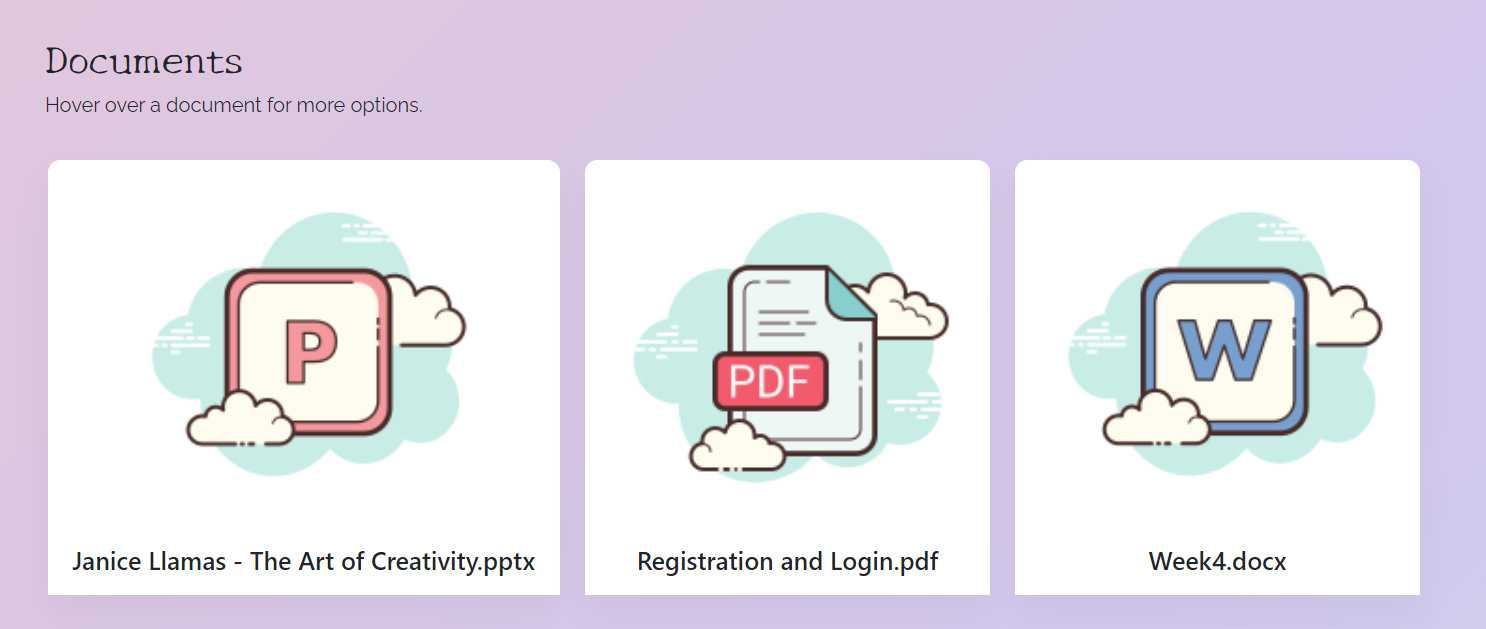 Documents
Hover over a document for more options.
P
PDF
W
Janice Llamas - The Art of Creativity.pptx
Registration and Login.pdf
Week4.docx